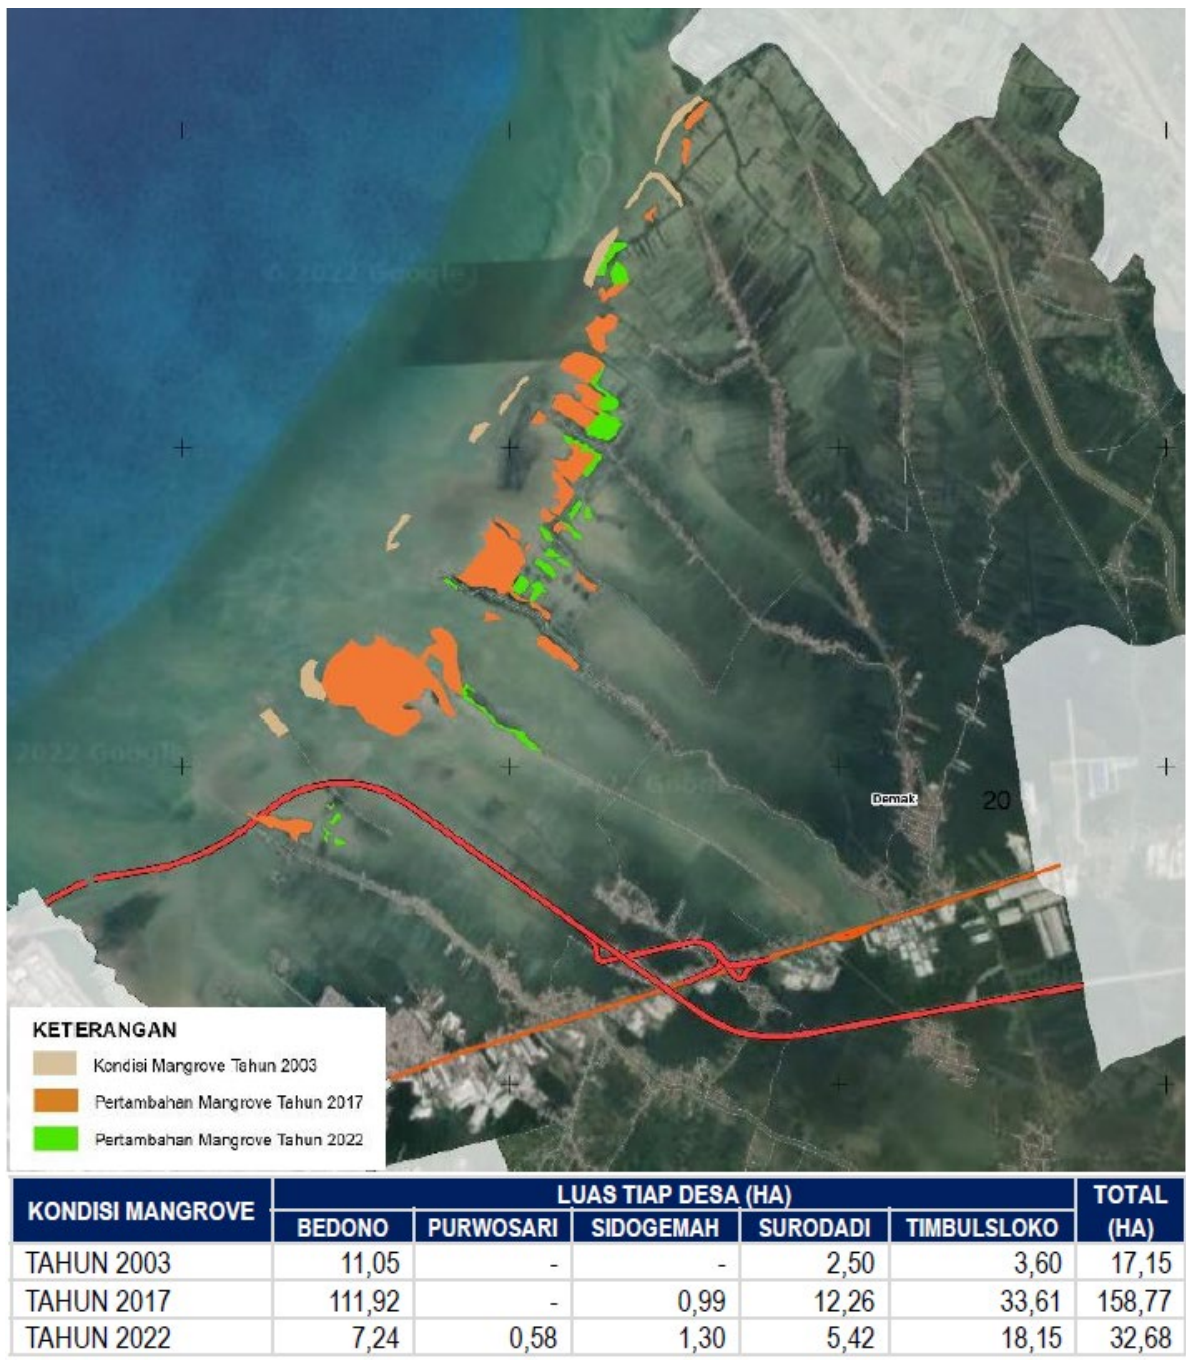 © 2022 Google
2022 Google
Google
Demak
20
KETERANGAN
Kondisi Mangrove Tahun 2003
Pertambahan Mangrove Tahun 2017
Pertambahan Mangrove Tahun 2022
KONDISI MANGROVE LUAS TIAP DESA (HA) TOTAL (HA)
BEDONO PURWOSARI SIDOGEMAH SURODADI TIMBULSLOKO
TAHUN 2003 11,05 - - 2,50 3,60 17,15
TAHUN 2017 111,92 - 0,99 12,26 33,61 158,77
TAHUN 2022 7,24 0,58 1,30 5,42 18,15 32,68